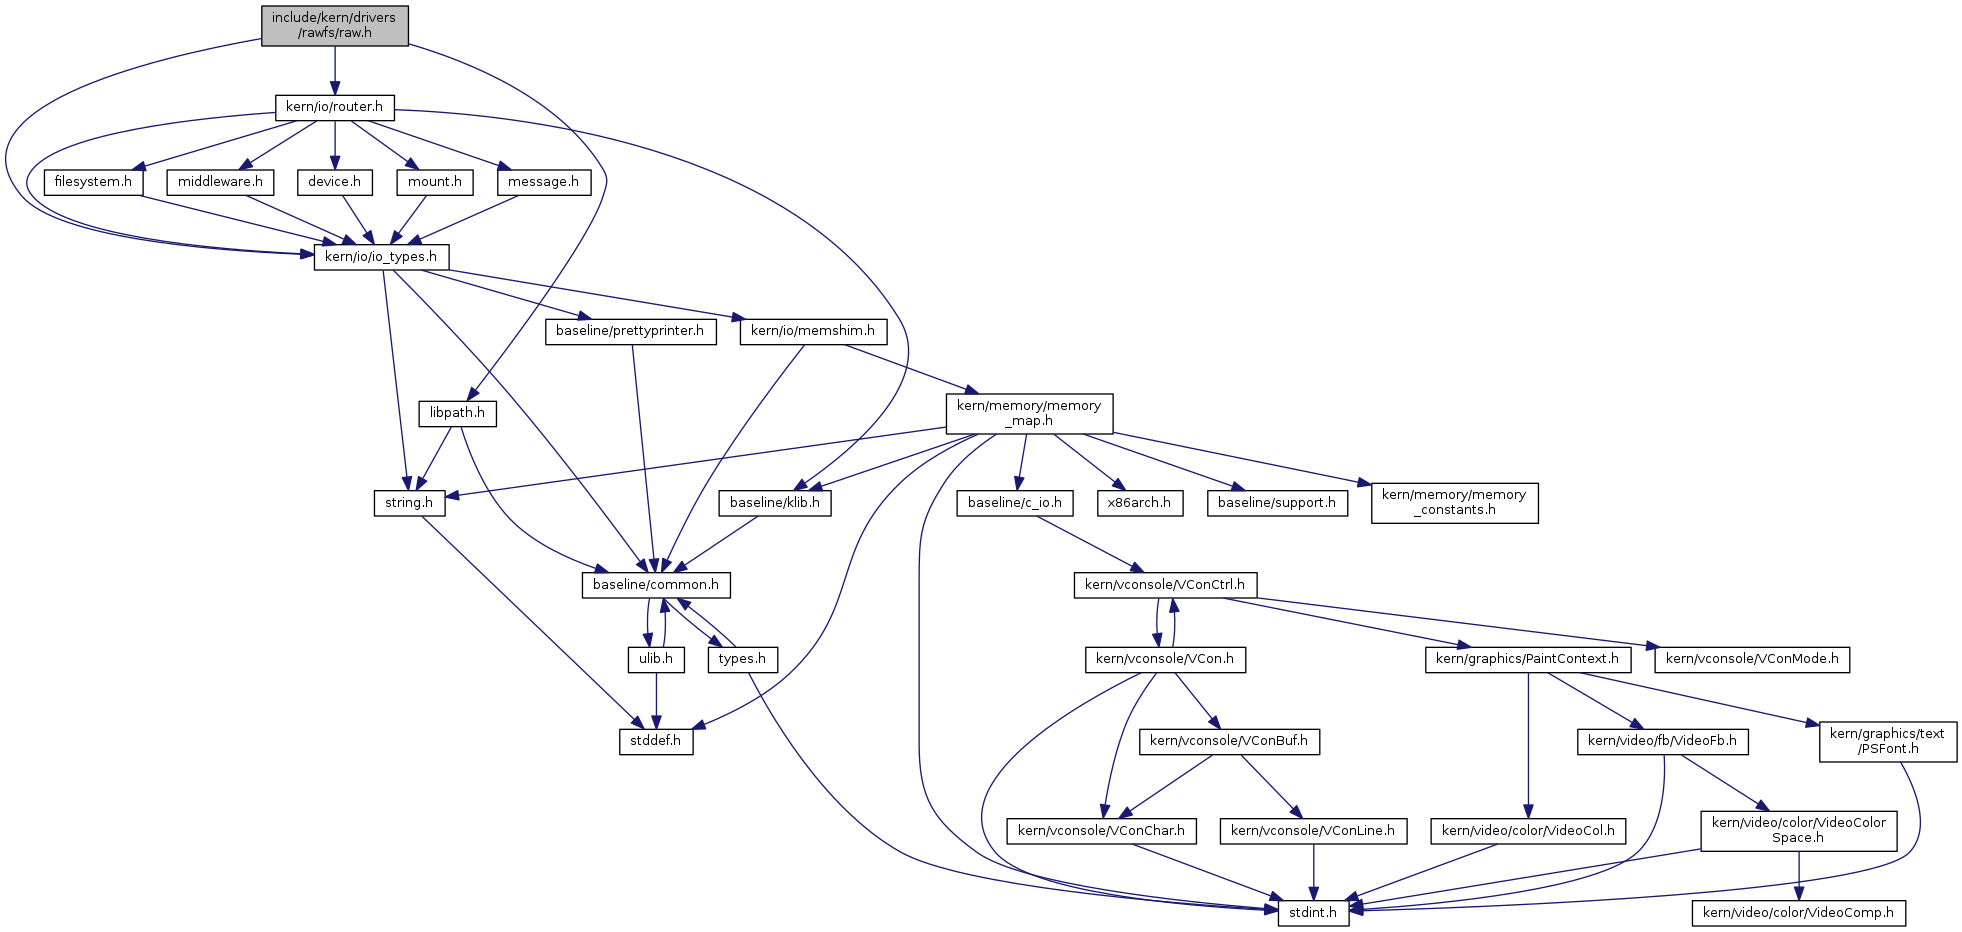 include/kern/drivers
/rawfs/raw.h
kern/io/router.h
filesystem.h
middleware.h
device.h
mount.h
message.h
kern/io/io_types.h
baseline/prettyprinter.h
kern/io/memshim.h
libpath.h
kern/memory/memory
_map.h
string.h
baseline/klib.h
baseline/c_io.h
x86arch.h
baseline/support.h
kern/memory/memory
_constants.h
baseline/common.h
kern/vconsole/VConCtrl.h
ulib.h
types.h
kern/vconsole/VCon.h
kern/graphics/PaintContext.h
kern/vconsole/VConMode.h
stddef.h
kern/vconsole/VConBuf.h
kern/video/fb/VideoFb.h
kern/graphics/text
/PSFont.h
kern/vconsole/VConChar.h
kern/vconsole/VConLine.h
kern/video/color/VideoCol.h
kern/video/color/VideoColor
Space.h
stdint.h
kern/video/color/VideoComp.h